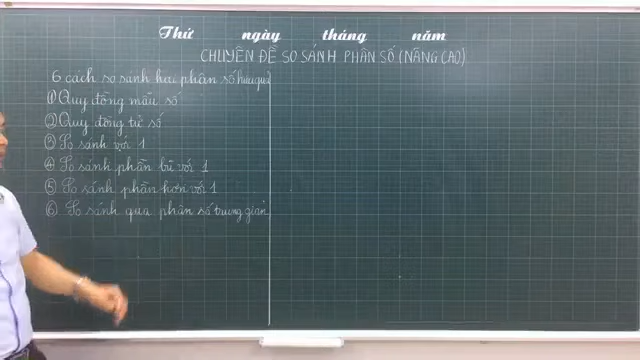 Thứ ngày tháng năm
CHUYÊN ĐỀ SO SÁNH PHÂN SỐ (NÂNG CAO)
6 cách so sánh hai phân số hiệu quả
① Quy đồng mẫu số
② Quy đồng tử số
③ So sánh với 1
④ So sánh phần bù với 1
⑤ So sánh phần hơn với 1
⑥ So sánh qua phân số trung gian